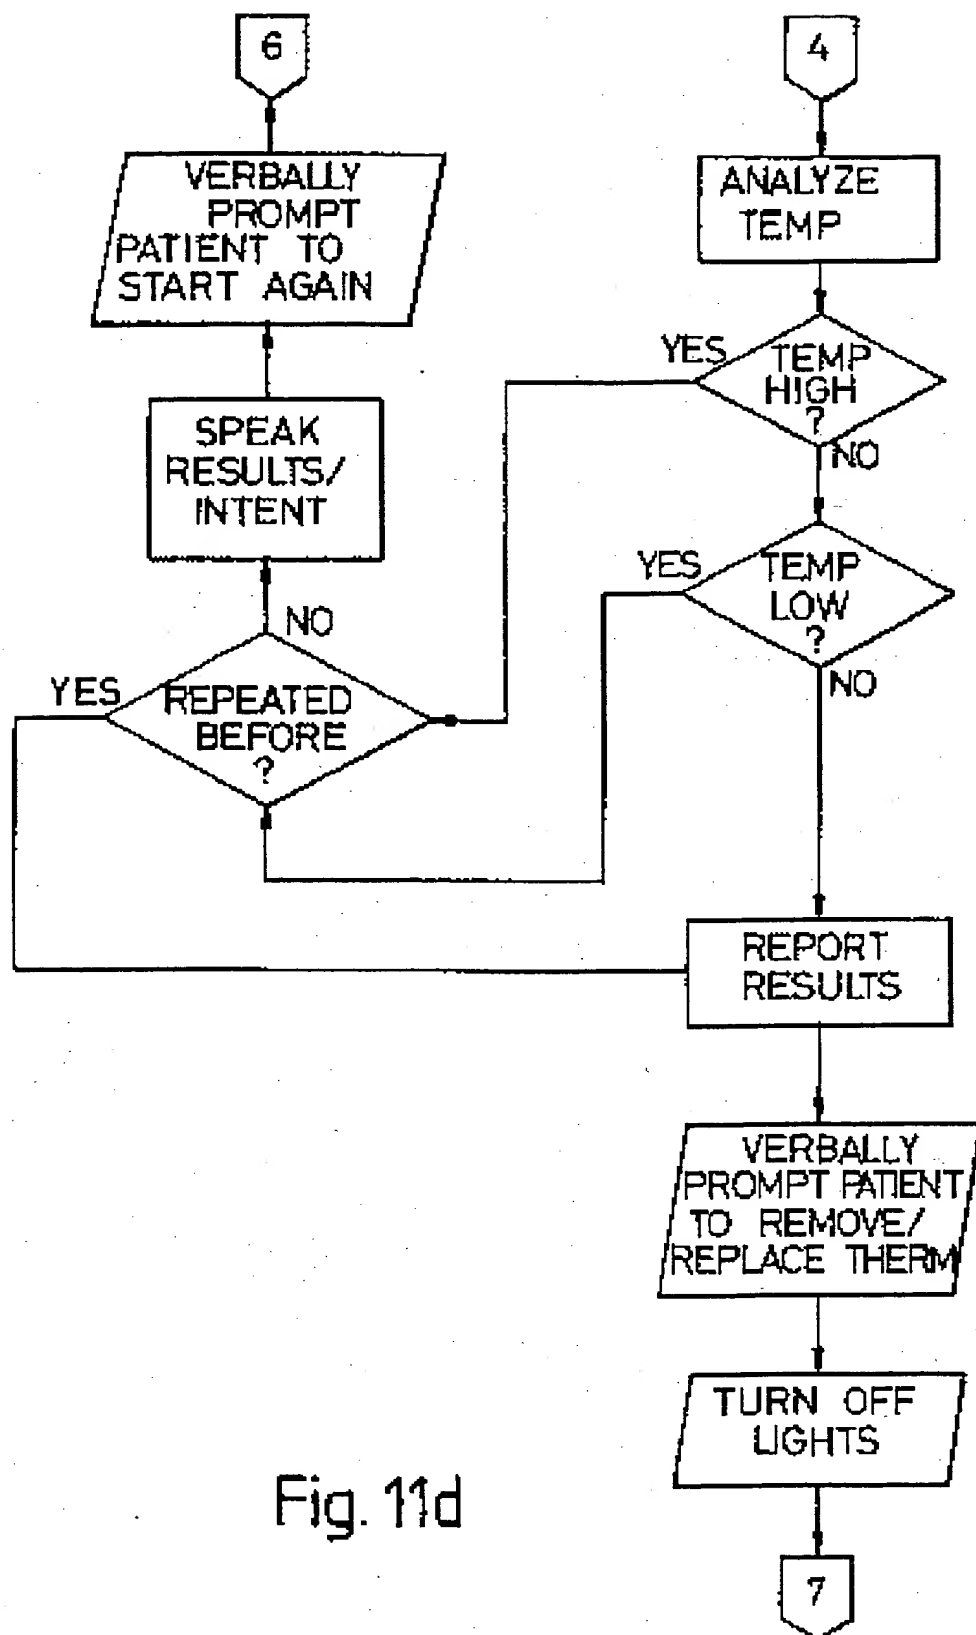 6
VERBALLY
PROMPT
PATIENT TO
START AGAIN
SPEAK
RESULTS/
INTENT
NO
YES
REPEATED
BEFORE
?
4
ANALYZE
TEMP
YES
TEMP
HIGH
?
NO
YES
TEMP
LOW
?
NO
REPORT
RESULTS
VERBALLY
PROMPT PATIENT
TO REMOVE/
REPLACE THERM
TURN OFF
LIGHTS
7
Fig. 11d